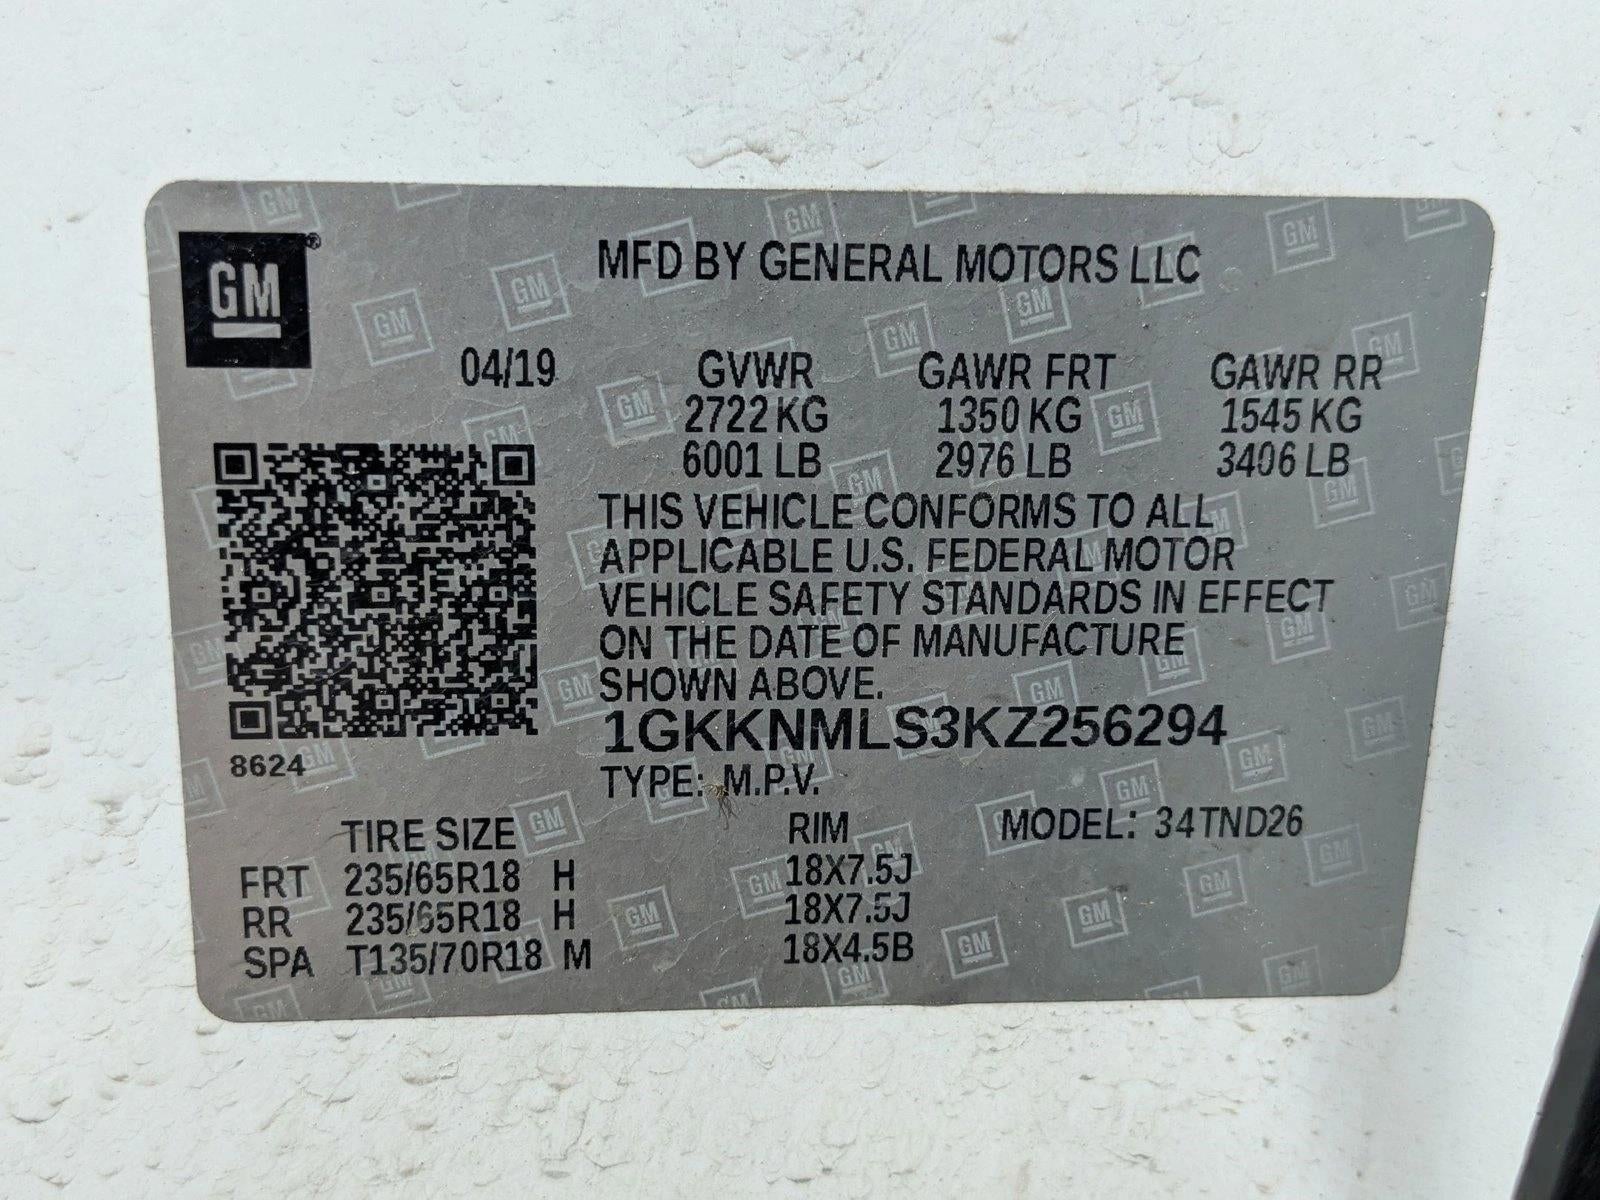 GM
MFD BY GENERAL MOTORS LLC
04/19 GVWR GAWR FRT GAWR RR
2722 KG 1350 KG 1545 KG
6001 LB 2976 LB 3406 LB
THIS VEHICLE CONFORMS TO ALL
APPLICABLE U.S. FEDERAL MOTOR
VEHICLE SAFETY STANDARDS IN EFFECT
ON THE DATE OF MANUFACTURE
SHOWN ABOVE.
1GKKNMLS3KZ256294
8624
TYPE: M.P.V.
TIRE SIZE RIM MODEL: 34TND26
FRT 235/65R18 H 18X7.5J
RR 235/65R18 H 18X7.5J
SPA T135/70R18 M 18X4.5B